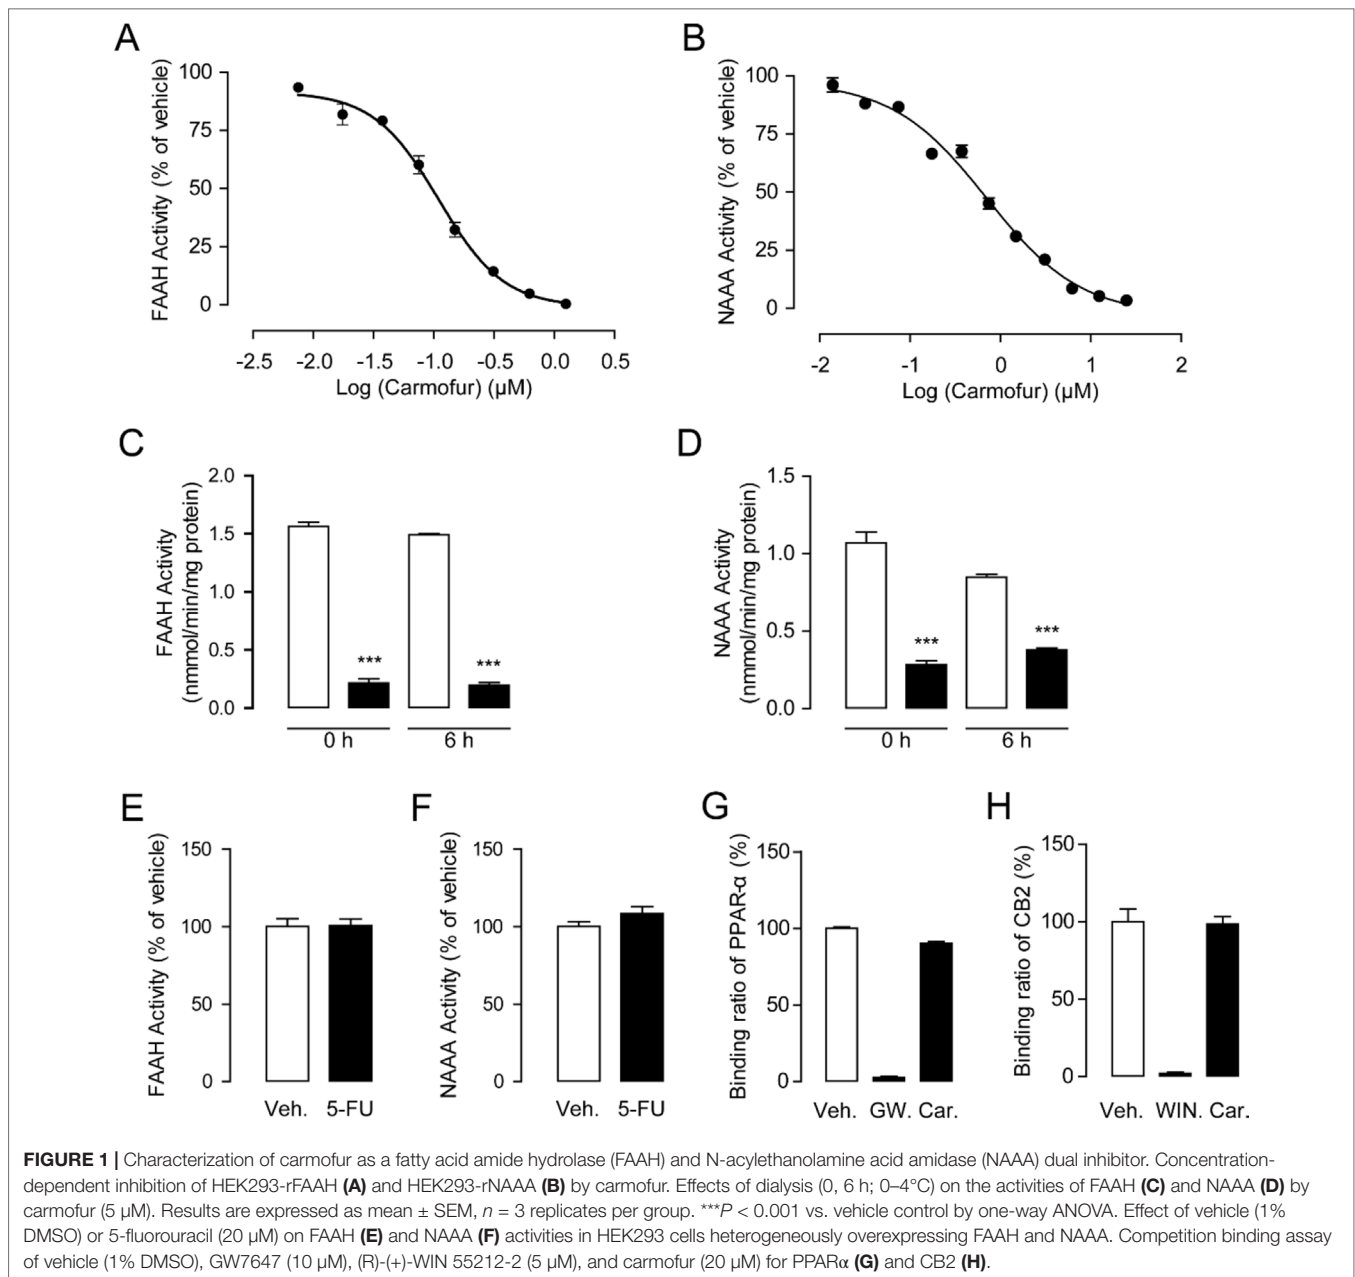 A
B
FAAH Activity (% of vehicle)
100
75
50
25
0
-2.5 -2.0 -1.5 -1.0 -0.5 0.0 0.5
Log (Carmofur) (µM)
NAAA Activity (% of vehicle)
100
75
50
25
0
-2 -1 0 1 2
Log (Carmofur) (µM)
C
D
FAAH Activity
(nmmol/min/mg protein)
2.0
1.5
1.0
0.5
0.0
*** ***
0 h 6 h
NAAA Activity
(nmmol/min/mg protein)
1.5
1.0
0.5
0.0
*** ***
0 h 6 h
E
F
G
H
FAAH Activity (% of vehicle)
150
100
50
0
Veh. 5-FU
NAAA Activity (% of vehicle)
150
100
50
0
Veh. 5-FU
Binding ratio of PPAR-α (%)
150
100
50
0
Veh. GW. Car.
Binding ratio of CB2 (%)
150
100
50
0
Veh. WIN. Car.
FIGURE 1 | Characterization of carmofur as a fatty acid amide hydrolase (FAAH) and N-acylethanolamine acid amidase (NAAA) dual inhibitor. Concentration-
dependent inhibition of HEK293-rFAAH (A) and HEK293-rNAAA (B) by carmofur. Effects of dialysis (0, 6 h; 0–4°C) on the activities of FAAH (C) and NAAA (D) by
carmofur (5 µM). Results are expressed as mean ± SEM, n = 3 replicates per group. ***P < 0.001 vs. vehicle control by one-way ANOVA. Effect of vehicle (1%
DMSO) or 5-fluorouracil (20 µM) on FAAH (E) and NAAA (F) activities in HEK293 cells heterogeneously overexpressing FAAH and NAAA. Competition binding assay
of vehicle (1% DMSO), GW7647 (10 µM), (R)-(+)-WIN 55212-2 (5 µM), and carmofur (20 µM) for PPARα (G) and CB2 (H).